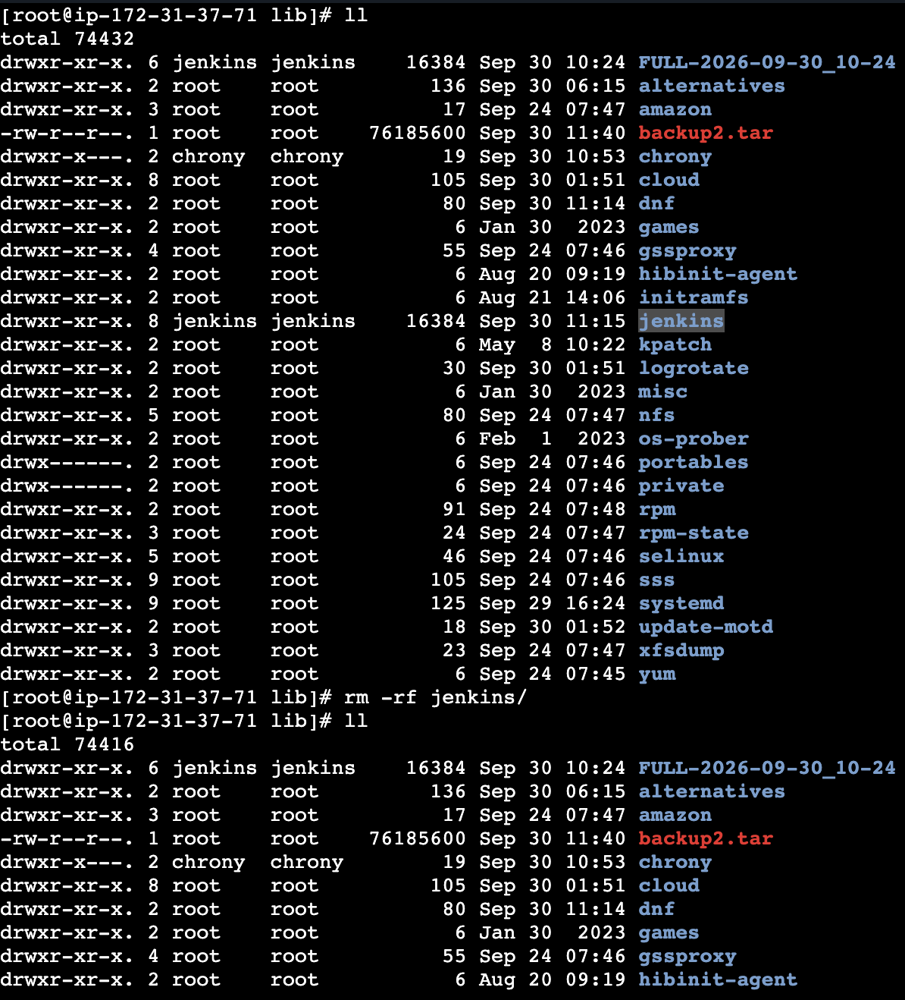 [root@ip-172-31-37-71 lib]# ll
total 74432
drwxr-xr-x. 6 jenkins jenkins    16384 Sep 30 10:24 FULL-2026-09-30_10-24
drwxr-xr-x. 2 root    root         136 Sep 30 06:15 alternatives
drwxr-xr-x. 3 root    root          17 Sep 24 07:47 amazon
-rw-r--r--. 1 root    root    76185600 Sep 30 11:40 backup2.tar
drwxr-x---. 2 chrony  chrony        19 Sep 30 10:53 chrony
drwxr-xr-x. 8 root    root         105 Sep 30 01:51 cloud
drwxr-xr-x. 2 root    root          80 Sep 30 11:14 dnf
drwxr-xr-x. 2 root    root           6 Jan 30  2023 games
drwxr-xr-x. 4 root    root          55 Sep 24 07:46 gssproxy
drwxr-xr-x. 2 root    root           6 Aug 20 09:19 hibinit-agent
drwxr-xr-x. 2 root    root           6 Aug 21 14:06 initramfs
drwxr-xr-x. 8 jenkins jenkins    16384 Sep 30 11:15 jenkins
drwxr-xr-x. 2 root    root           6 May  8 10:22 kpatch
drwxr-xr-x. 2 root    root          30 Sep 30 01:51 logrotate
drwxr-xr-x. 2 root    root           6 Jan 30  2023 misc
drwxr-xr-x. 5 root    root          80 Sep 24 07:47 nfs
drwxr-xr-x. 2 root    root           6 Feb  1  2023 os-prober
drwx------. 2 root    root           6 Sep 24 07:46 portables
drwx------. 2 root    root           6 Sep 24 07:46 private
drwxr-xr-x. 2 root    root          91 Sep 24 07:48 rpm
drwxr-xr-x. 3 root    root          24 Sep 24 07:47 rpm-state
drwxr-xr-x. 5 root    root          46 Sep 24 07:46 selinux
drwxr-xr-x. 9 root    root         105 Sep 24 07:46 sss
drwxr-xr-x. 9 root    root         125 Sep 29 16:24 systemd
drwxr-xr-x. 2 root    root          18 Sep 30 01:52 update-motd
drwxr-xr-x. 3 root    root          23 Sep 24 07:47 xfsdump
drwxr-xr-x. 2 root    root           6 Sep 24 07:45 yum
[root@ip-172-31-37-71 lib]# rm -rf jenkins/
[root@ip-172-31-37-71 lib]# ll
total 74416
drwxr-xr-x. 6 jenkins jenkins    16384 Sep 30 10:24 FULL-2026-09-30_10-24
drwxr-xr-x. 2 root    root         136 Sep 30 06:15 alternatives
drwxr-xr-x. 3 root    root          17 Sep 24 07:47 amazon
-rw-r--r--. 1 root    root    76185600 Sep 30 11:40 backup2.tar
drwxr-x---. 2 chrony  chrony        19 Sep 30 10:53 chrony
drwxr-xr-x. 8 root    root         105 Sep 30 01:51 cloud
drwxr-xr-x. 2 root    root          80 Sep 30 11:14 dnf
drwxr-xr-x. 2 root    root           6 Jan 30  2023 games
drwxr-xr-x. 4 root    root          55 Sep 24 07:46 gssproxy
drwxr-xr-x. 2 root    root           6 Aug 20 09:19 hibinit-agent